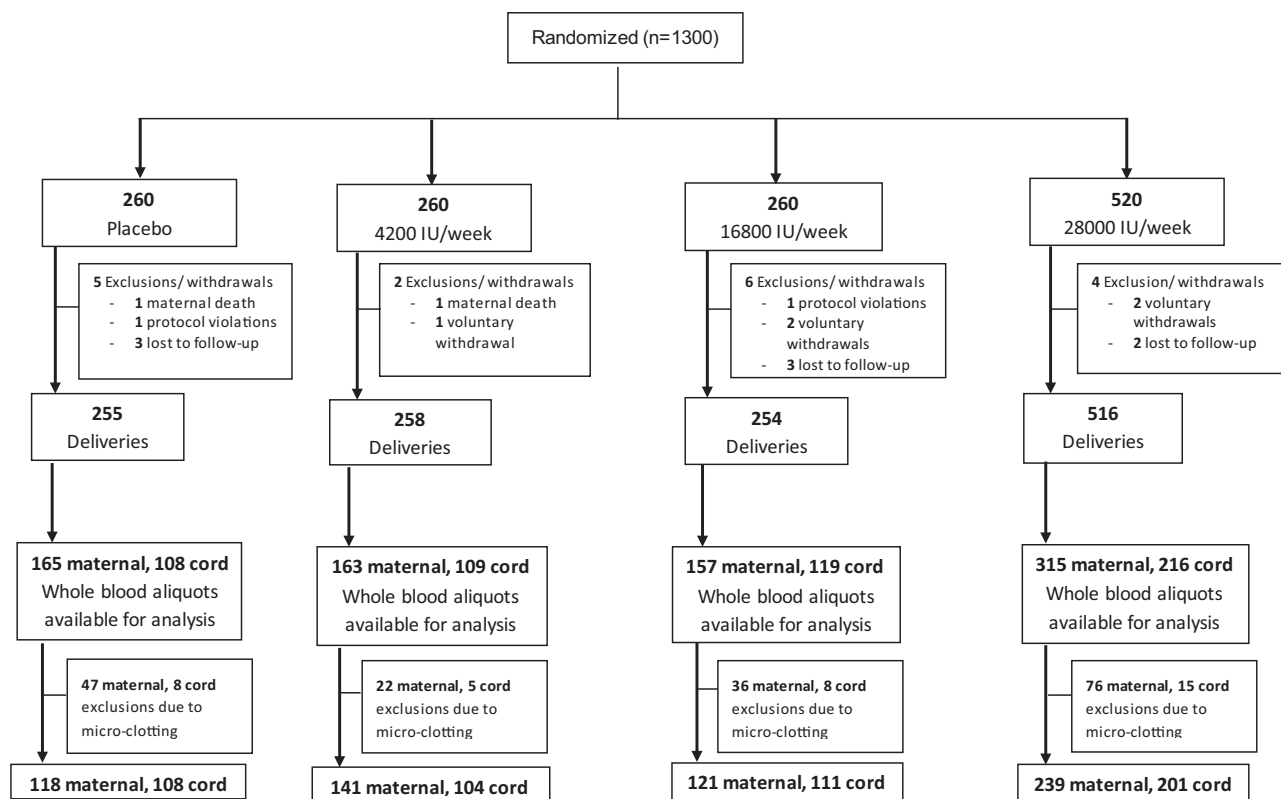 Randomized (n=1300)
260
Placebo
260
4200 IU/week
260
16800 IU/week
520
28000 IU/week
5 Exclusions/ withdrawals
- 1 maternal death
- 1 protocol violations
- 3 lost to follow-up
2 Exclusions/ withdrawals
- 1 maternal death
- 1 voluntary
withdrawal
6 Exclusions/ withdrawals
- 1 protocol violations
- 2 voluntary
withdrawals
- 3 lost to follow-up
4 Exclusion/ withdrawals
- 2 voluntary
withdrawals
- 2 lost to follow-up
255
Deliveries
258
Deliveries
254
Deliveries
516
Deliveries
165 maternal, 108 cord
Whole blood aliquots
available for analysis
163 maternal, 109 cord
Whole blood aliquots
available for analysis
157 maternal, 119 cord
Whole blood aliquots
available for analysis
315 maternal, 216 cord
Whole blood aliquots
available for analysis
47 maternal, 8 cord
exclusions due to
micro-clotting
22 maternal, 5 cord
exclusions due to
micro-clotting
36 maternal, 8 cord
exclusions due to
micro-clotting
76 maternal, 15 cord
exclusions due to
micro-clotting
118 maternal, 108 cord
141 maternal, 104 cord
121 maternal, 111 cord
239 maternal, 201 cord